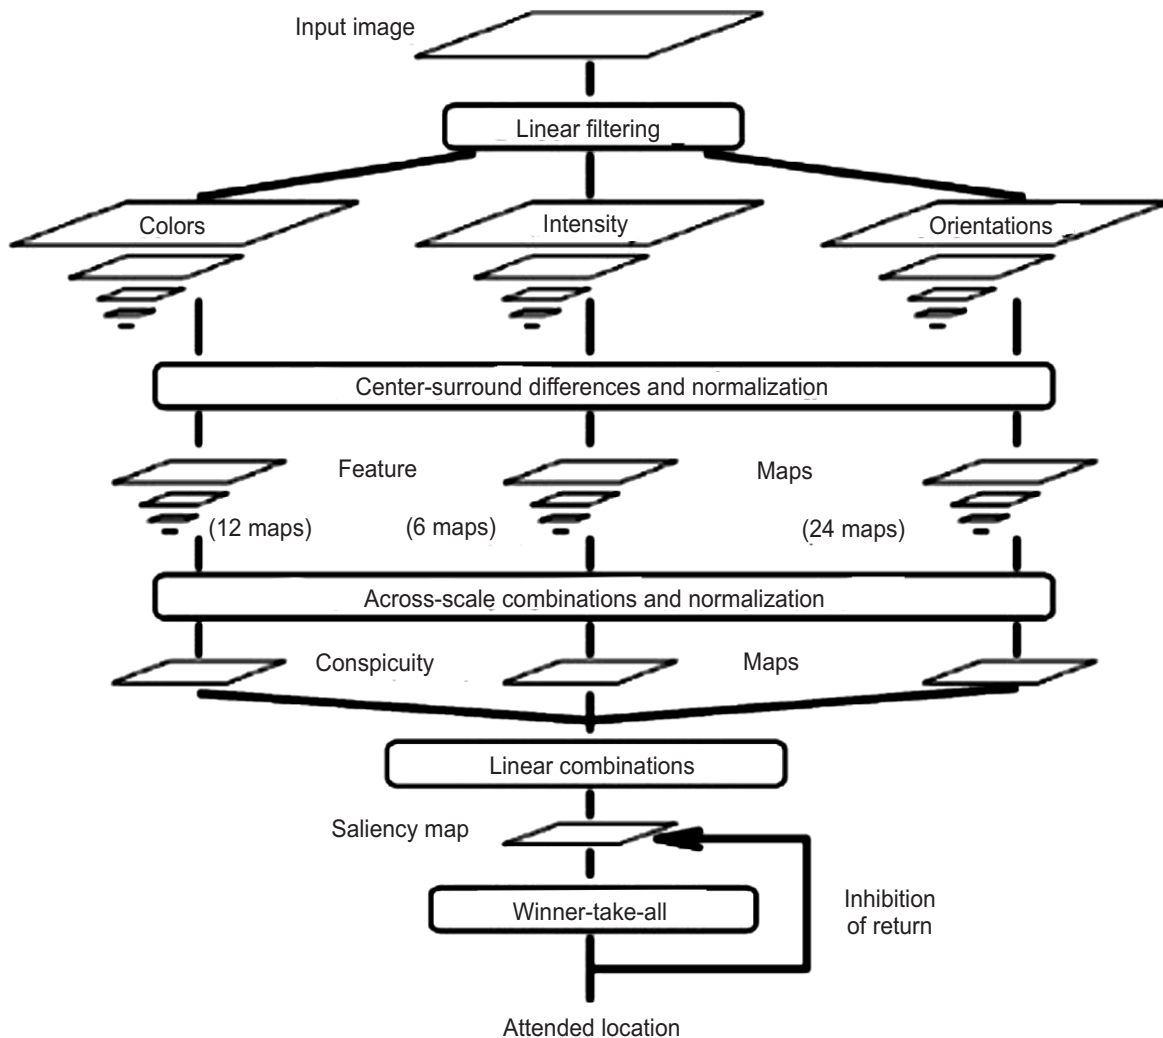 Input image
Linear filtering
Colors
Intensity
Orientations
Center-surround differences and normalization
Feature
Maps
(12 maps)
(6 maps)
(24 maps)
Across-scale combinations and normalization
Conspicuity
Maps
Linear combinations
Saliency map
Winner-take-all
Inhibition
of return
Attended location